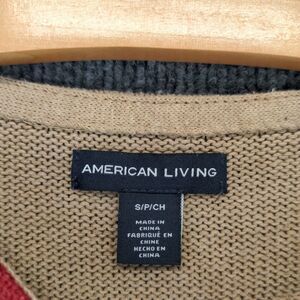 AMERICAN LIVING
S/P/CH
MADE IN
CHINA
FABRIQUÉ EN
CHINE
HECHO EN
CHINA